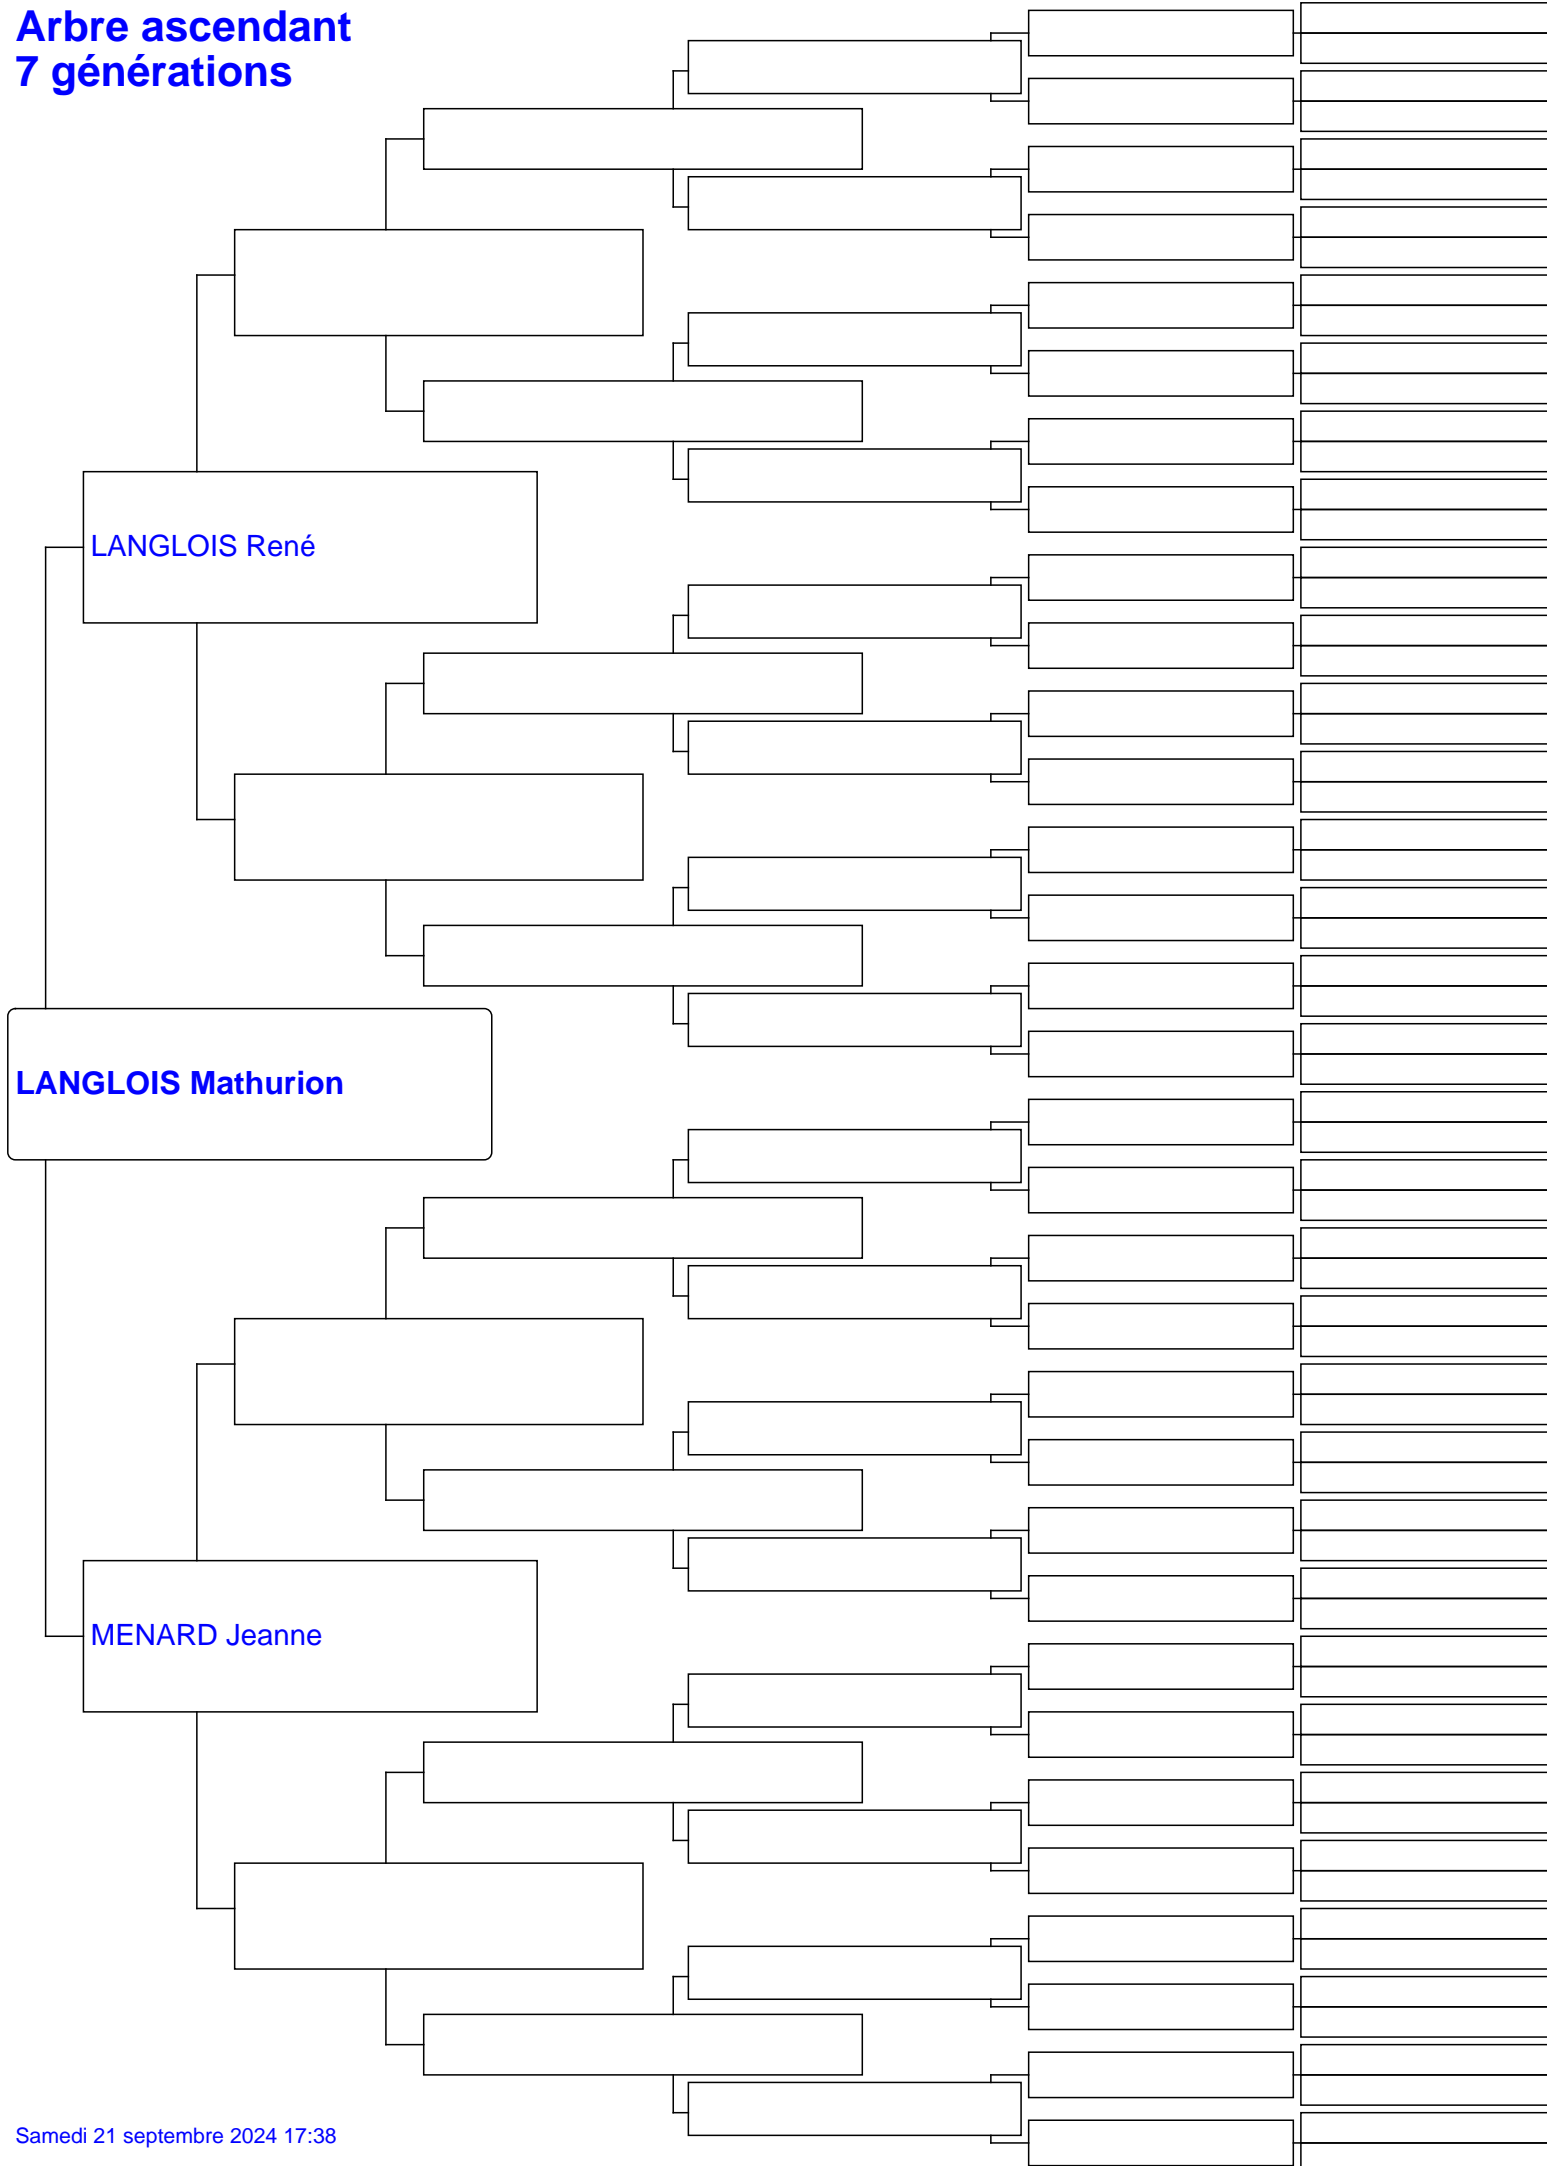 Arbre ascendant
7 générations
LANGLOIS René
LANGLOIS Mathurion
MENARD Jeanne
Samedi 21 septembre 2024 17:38